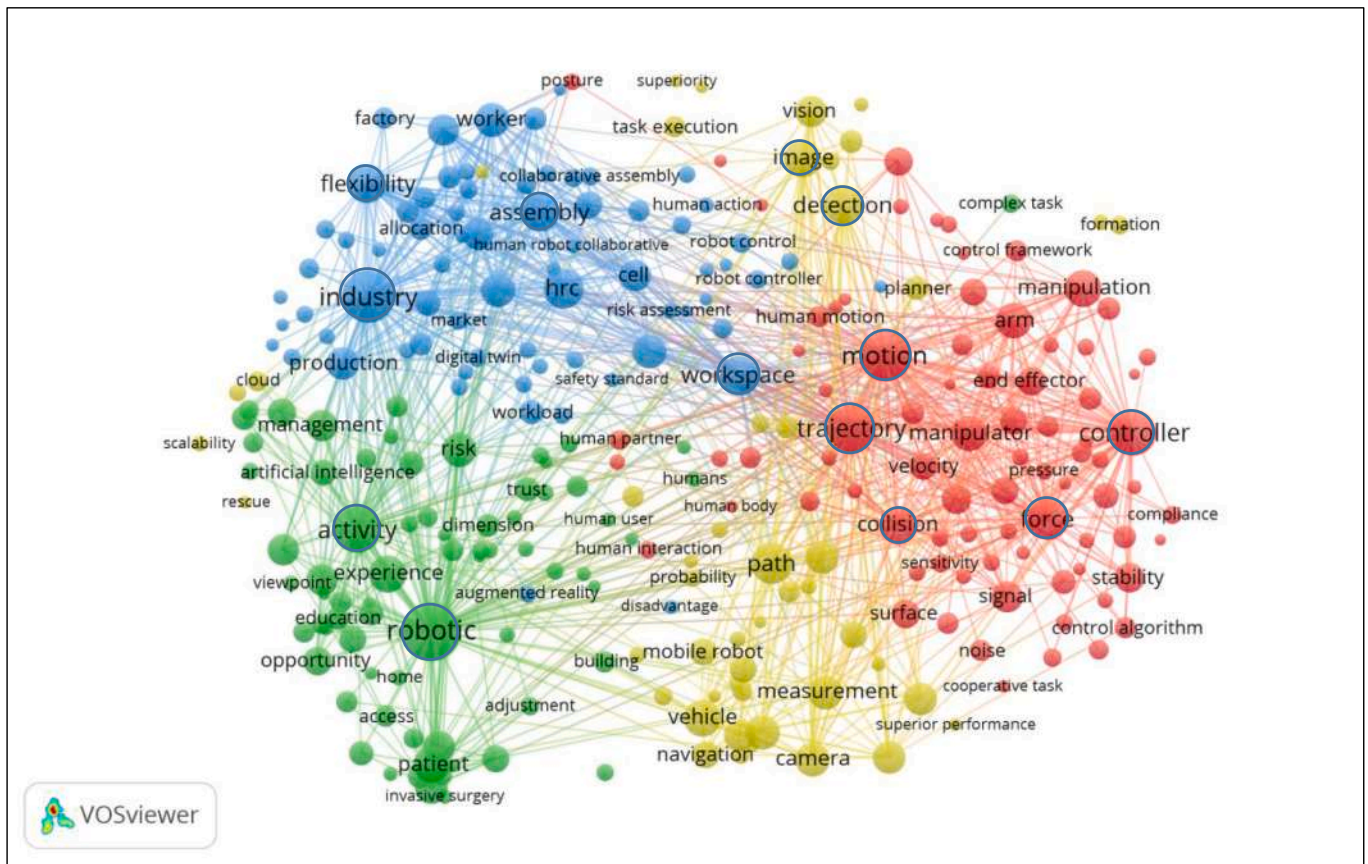 posture
superiority
factory
worker
vision
task execution
image
flexibility
collaborative assembly
assembly
human action
detection
complex task
allocation
formation
human robot collaborative
robot control
control framework
industry
hrc
cell
robot controller
planner
manipulation
market
risk assessment
human motion
arm
production
digital twin
motion
cloud
safety standard
workspace
end effector
workload
management
trajectory
manipulator
controller
scalability
human partner
risk
artificial intelligence
velocity
pressure
humans
rescue
trust
human body
activity
dimension
human user
collision
force
compliance
human interaction
path
sensitivity
viewpoint
experience
probability
stability
augmented reality
signal
education
disadvantage
surface
robotic
control algorithm
opportunity
building
mobile robot
noise
home
measurement
cooperative task
access
adjustment
vehicle
superior performance
patient
navigation
camera
invasive surgery
VOSviewer